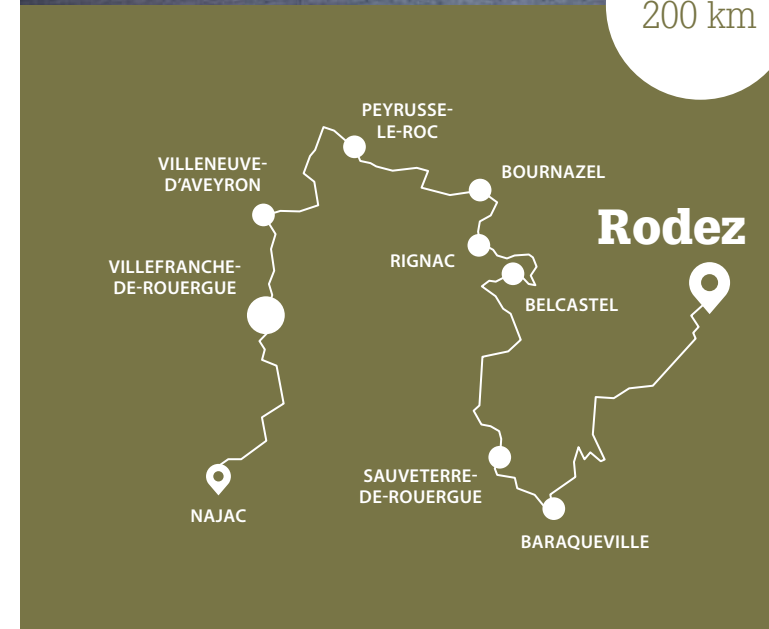 200 km
PEYRUSSE-
LE-ROC
VILLENEUVE-
D'AVEYRON
BOURNAZEL
Rodez
RIGNAC
VILLEFRANCHE-
DE-ROUERGUE
BELCASTEL
SAUVETERRE-
DE-ROUERGUE
NAJAC
BARAQUEVILLE